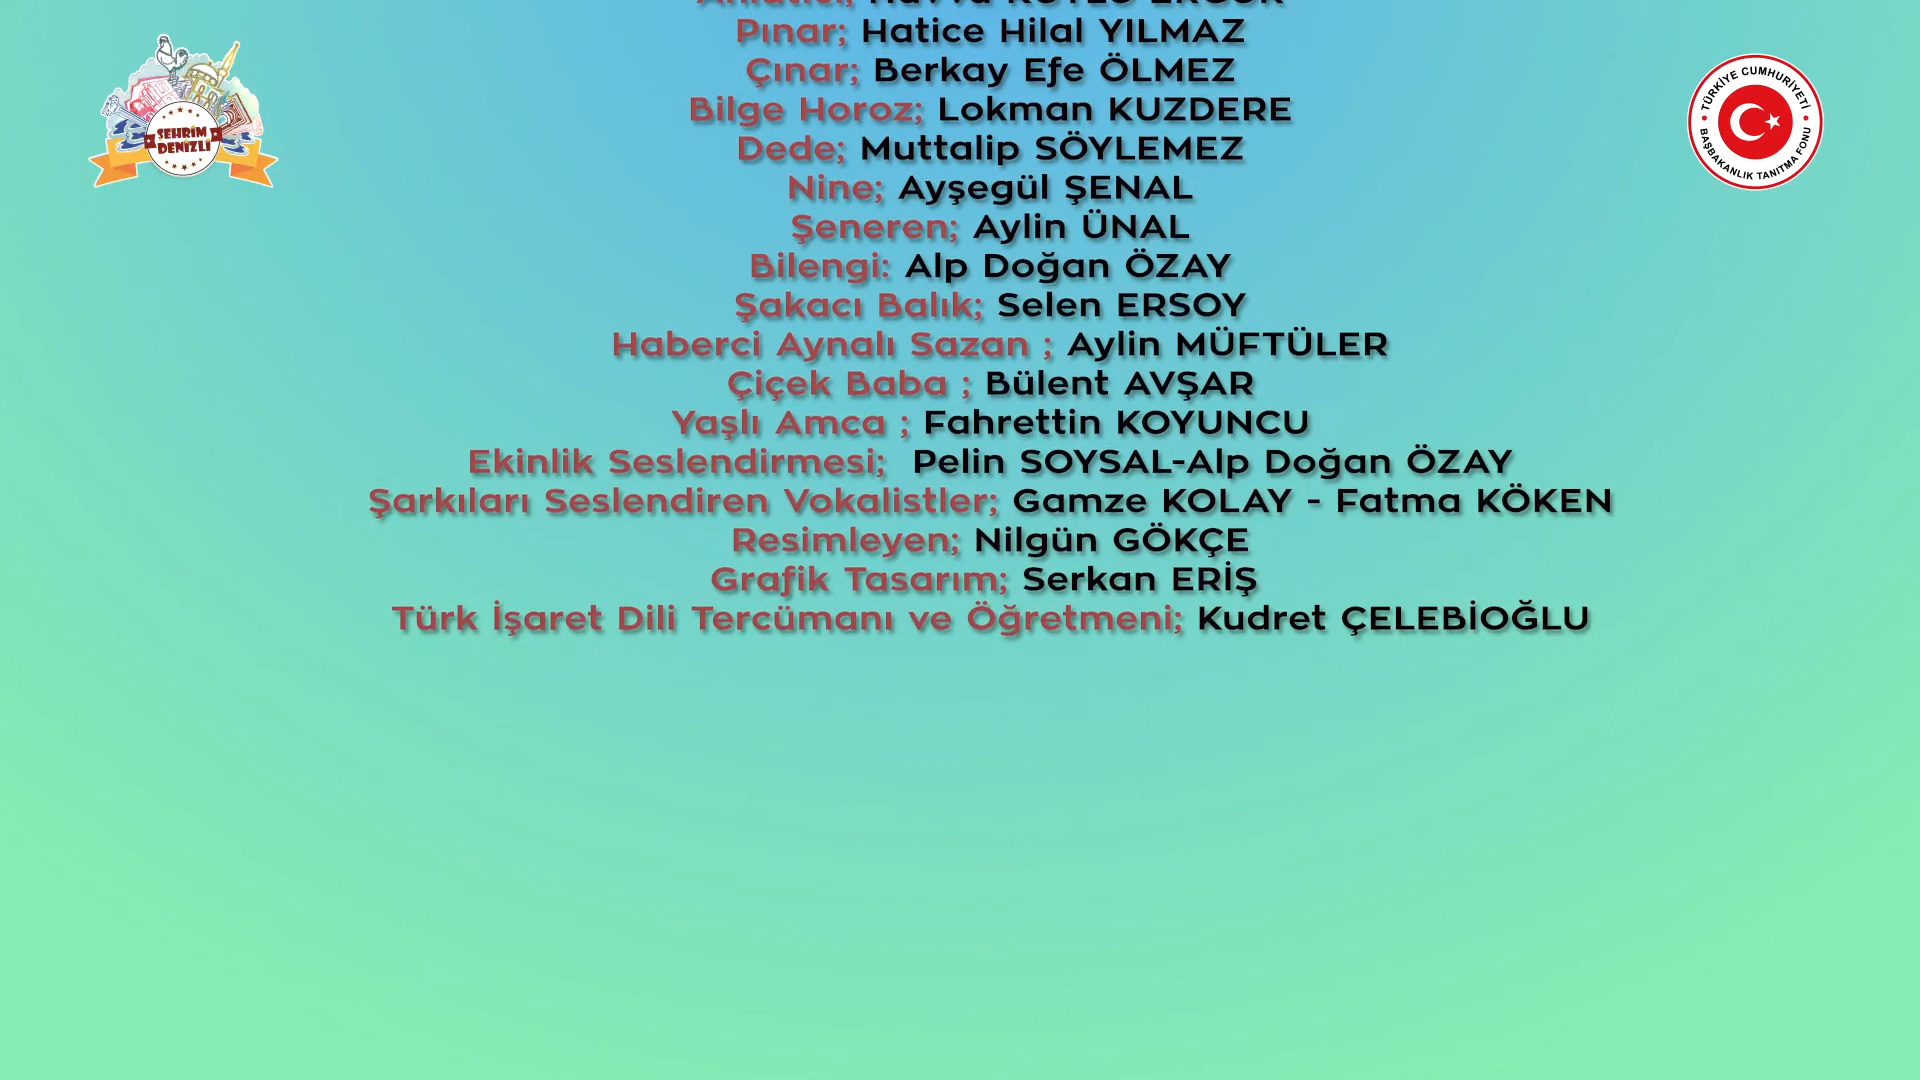 Pınar; Hatice Hilal YILMAZ
Çınar; Berkay Efe ÖLMEZ
Bilge Horoz; Lokman KUZDERE
Dede; Muttalip SÖYLEMEZ
Nine; Ayşegül ŞENAL
Şeneren; Aylin ÜNAL
Bilengi: Alp Doğan ÖZAY
Şakacı Balık; Selen ERSOY
Haberci Aynalı Sazan ; Aylin MÜFTÜLER
Çiçek Baba ; Bülent AVŞAR
Yaşlı Amca ; Fahrettin KOYUNCU
Ekinlik Seslendirmesi; Pelin SOYSAL-Alp Doğan ÖZAY
Şarkıları Seslendiren Vokalistler; Gamze KOLAY - Fatma KÖKEN
Resimleyen; Nilgün GÖKÇE
Grafik Tasarım; Serkan ERİŞ
Türk İşaret Dili Tercümanı ve Öğretmeni; Kudret ÇELEBİOĞLU
ŞEHRİM
DENİZLİ
TÜRKİYE CUMHURİYETİ
BAŞBAKANLIK TANITMA FONU